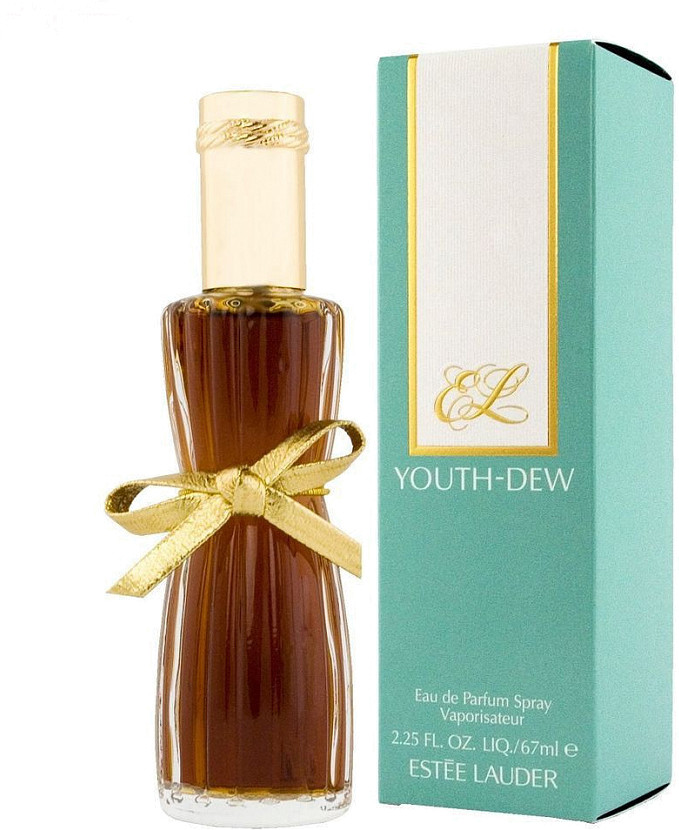 EL
YOUTH-DEW
Eau de Parfum Spray
Vaporisateur
2.25 FL. OZ. LIQ./67ml ℮
ESTĒE LAUDER